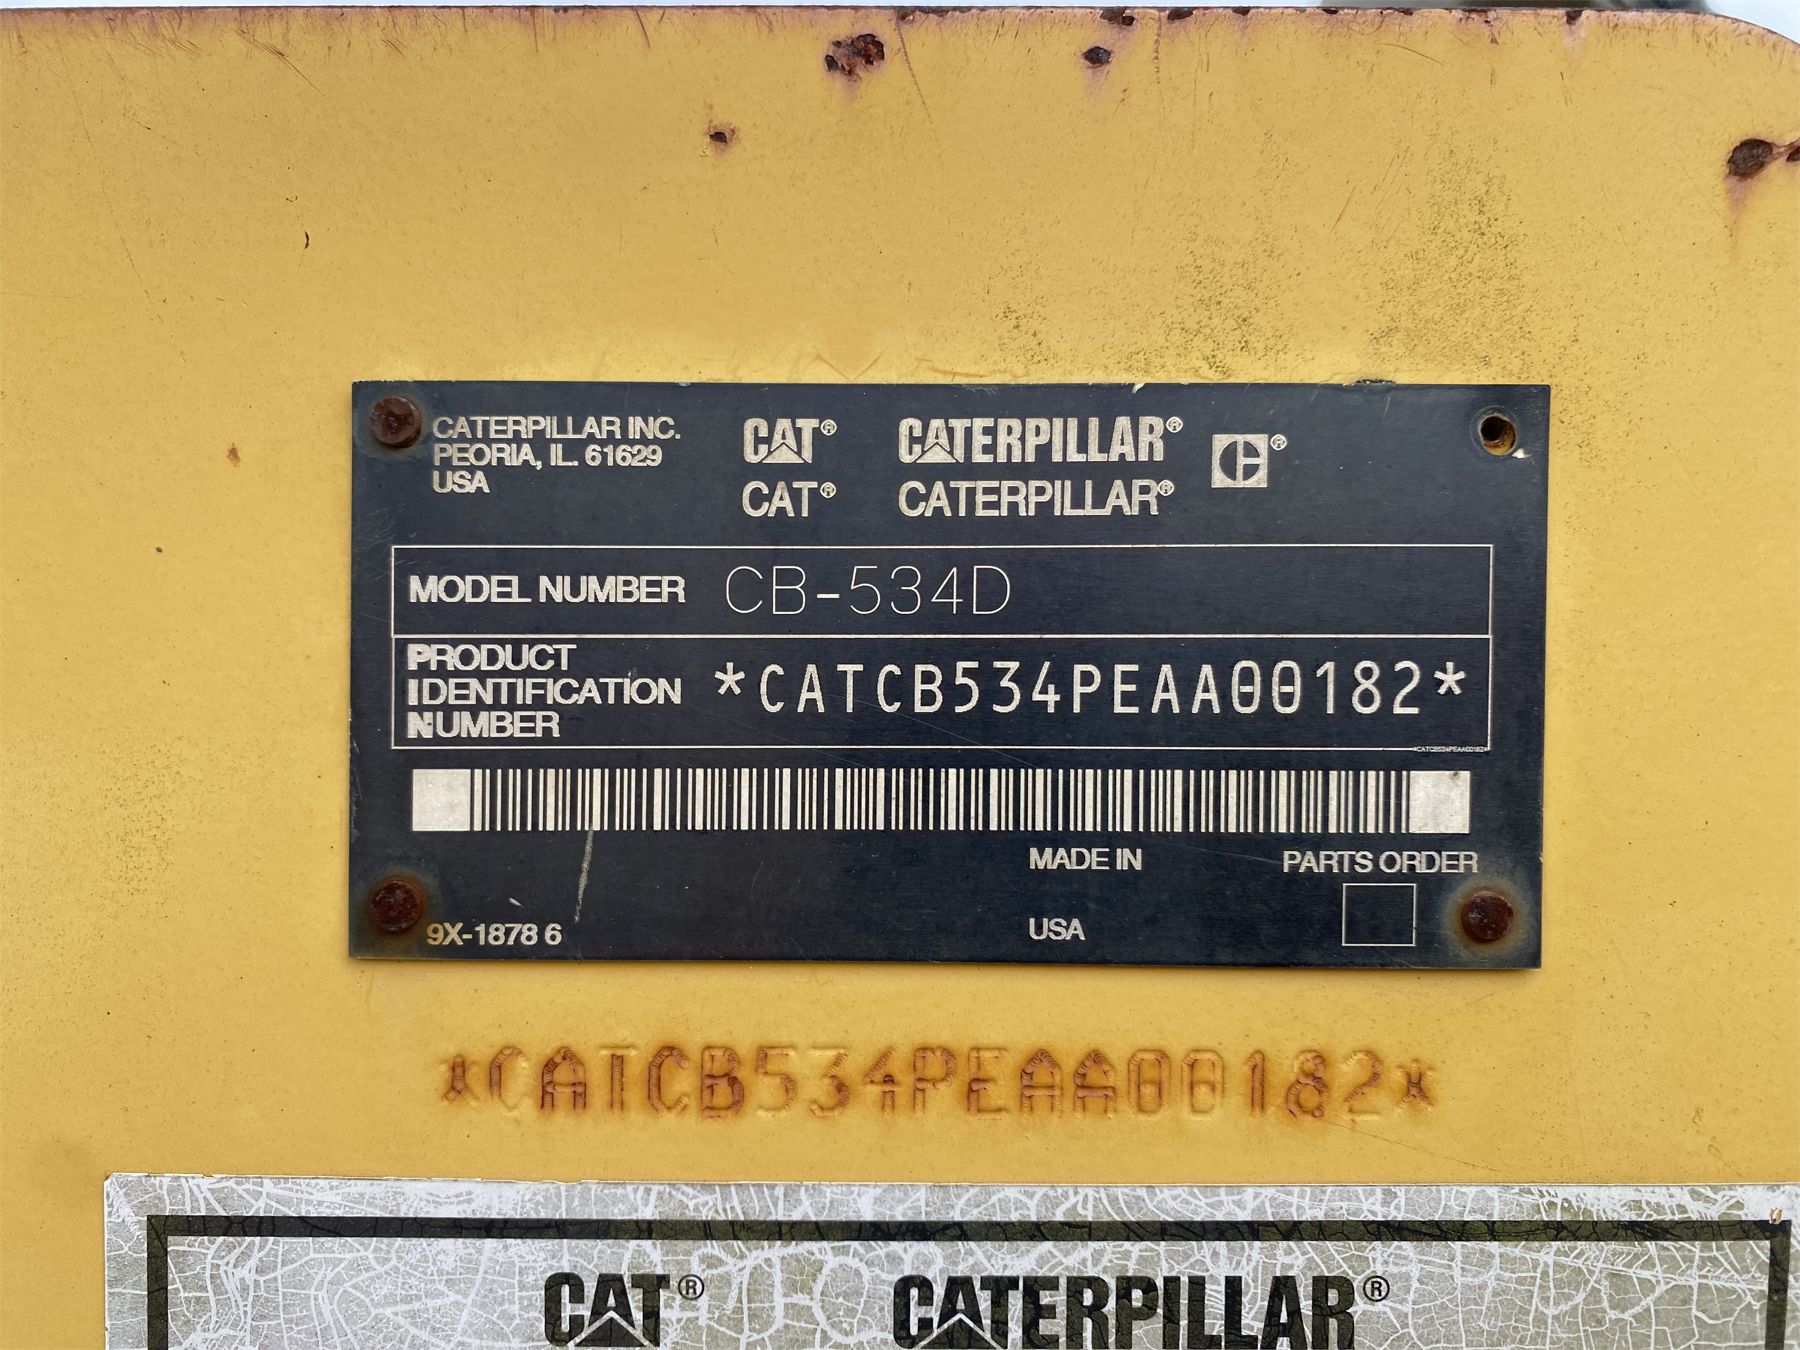 CATERPILLAR INC.
PEORIA, IL. 61629
USA
CAT® CATERPILLAR® ®
CAT® CATERPILLAR®
MODEL NUMBER CB-534D
PRODUCT
IDENTIFICATION
NUMBER
*CATCB534PEAA00182*
*CATCB534PEAA00182*
MADE IN
PARTS ORDER
9X-1878 6
USA
*CATCB534PEAA00182*
CAT® CATERPILLAR®